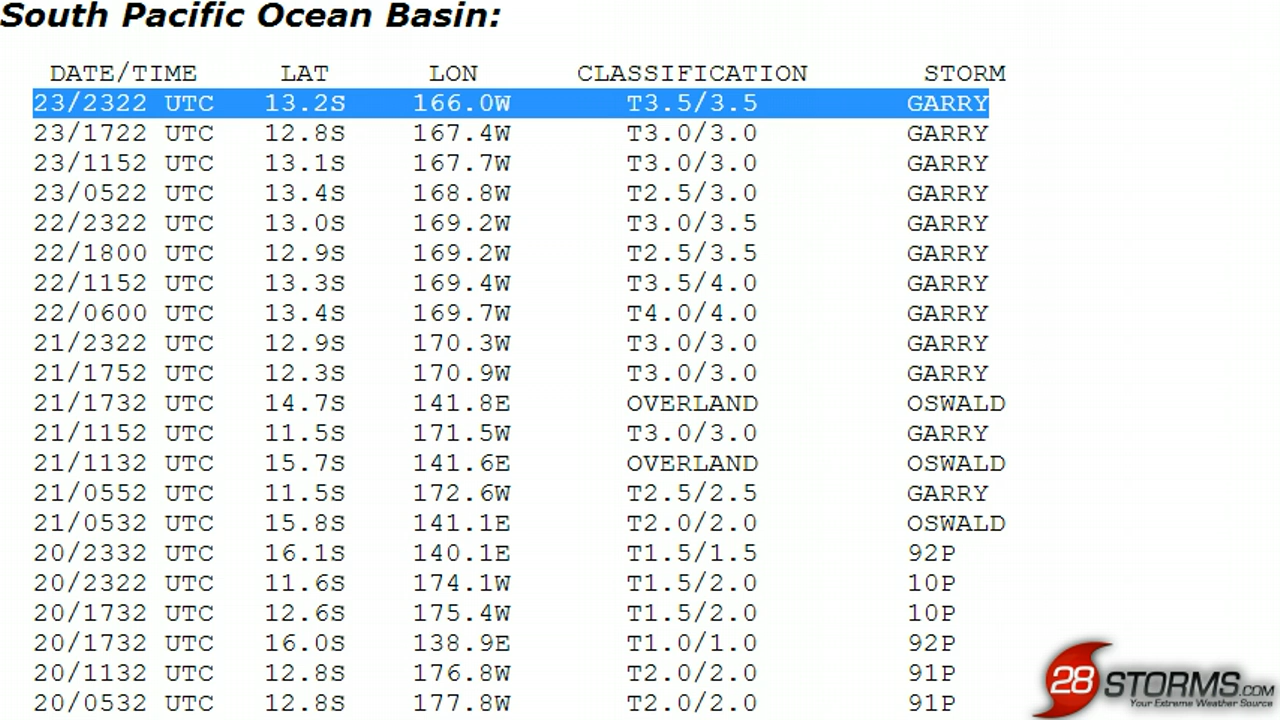 South Pacific Ocean Basin:
DATE/TIME LAT LON CLASSIFICATION STORM
23/2322 UTC 13.2S 166.0W T3.5/3.5 GARRY
23/1722 UTC 12.8S 167.4W T3.0/3.0 GARRY
23/1152 UTC 13.1S 167.7W T3.0/3.0 GARRY
23/0522 UTC 13.4S 168.8W T2.5/3.0 GARRY
22/2322 UTC 13.0S 169.2W T3.0/3.5 GARRY
22/1800 UTC 12.9S 169.2W T2.5/3.5 GARRY
22/1152 UTC 13.3S 169.4W T3.5/4.0 GARRY
22/0600 UTC 13.4S 169.7W T4.0/4.0 GARRY
21/2322 UTC 12.9S 170.3W T3.0/3.0 GARRY
21/1752 UTC 12.3S 170.9W T3.0/3.0 GARRY
21/1732 UTC 14.7S 141.8E OVERLAND OSWALD
21/1152 UTC 11.5S 171.5W T3.0/3.0 GARRY
21/1132 UTC 15.7S 141.6E OVERLAND OSWALD
21/0552 UTC 11.5S 172.6W T2.5/2.5 GARRY
21/0532 UTC 15.8S 141.1E T2.0/2.0 OSWALD
20/2332 UTC 16.1S 140.1E T1.5/1.5 92P
20/2322 UTC 11.6S 174.1W T1.5/2.0 10P
20/1732 UTC 12.6S 175.4W T1.5/2.0 10P
20/1732 UTC 16.0S 138.9E T1.0/1.0 92P
20/1132 UTC 12.8S 176.8W T2.0/2.0 91P
20/0532 UTC 12.8S 177.8W T2.0/2.0 91P
28STORMS.COM
Your Extreme Weather Source